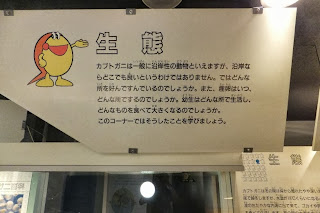 生態
カブトガニは一般に沿岸性の動物といえますが、沿岸な
らどこでも良いというわけではありません。ではどんな
所を好んですんでいるのでしょうか。また、産卵はいつ、
どんな所でするのでしょうか。幼生はどんな所で生活し、
どんなものを食べて大きくなるのでしょうか。
このコーナーではそうしたことを学びましょう。
生態